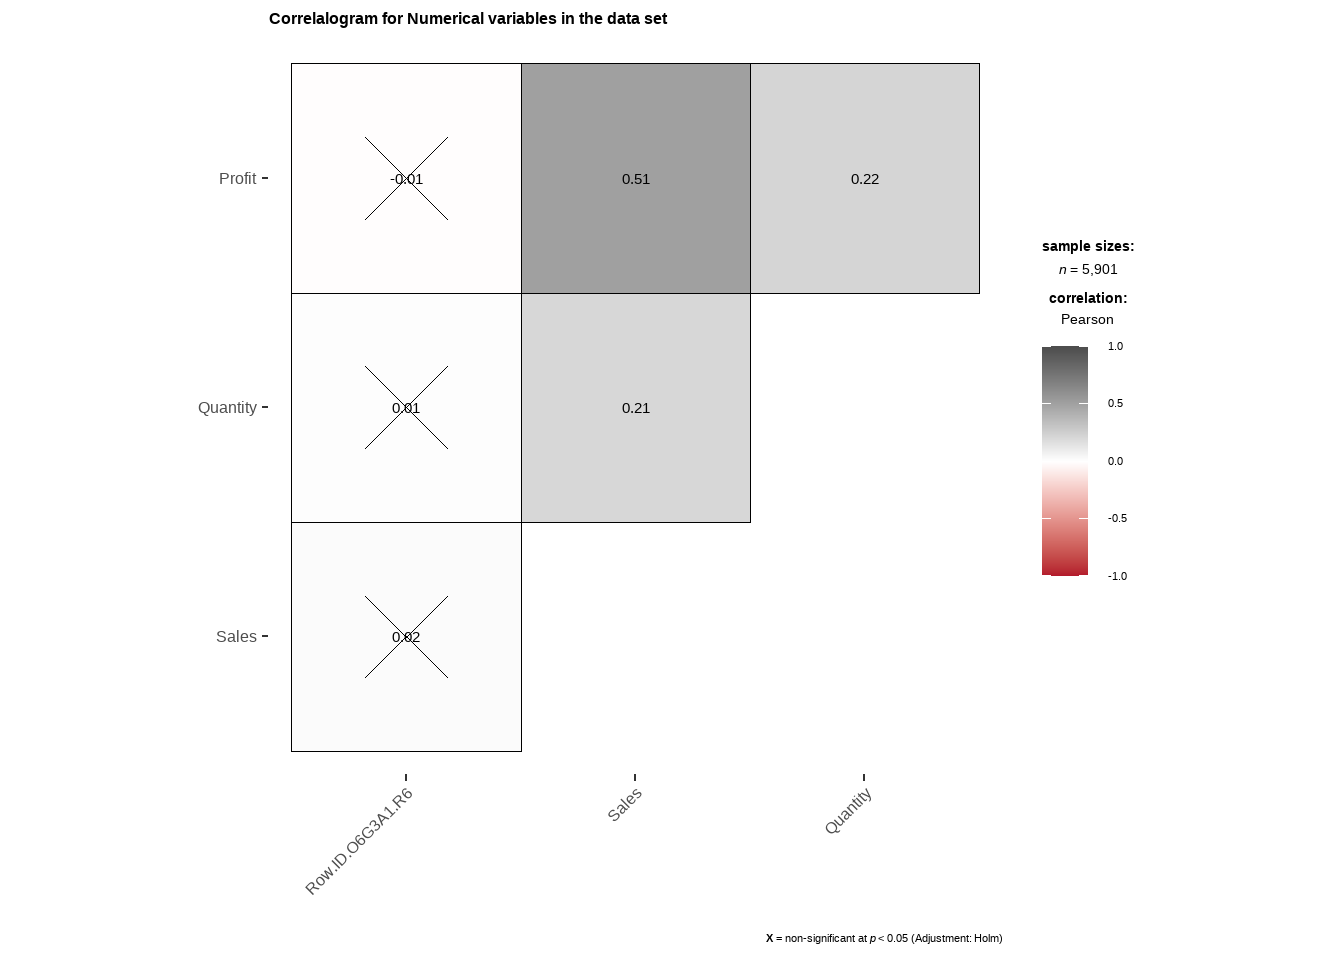 Correlalogram for Numerical variables in the data set
Profit
-0.01
0.51
0.22
Quantity
0.01
0.21
Sales
0.02
Row.ID.O6G3A1.R6
Sales
Quantity
sample sizes:
n = 5,901
correlation:
Pearson
1.0
0.5
0.0
-0.5
-1.0
X = non-significant at p < 0.05 (Adjustment: Holm)